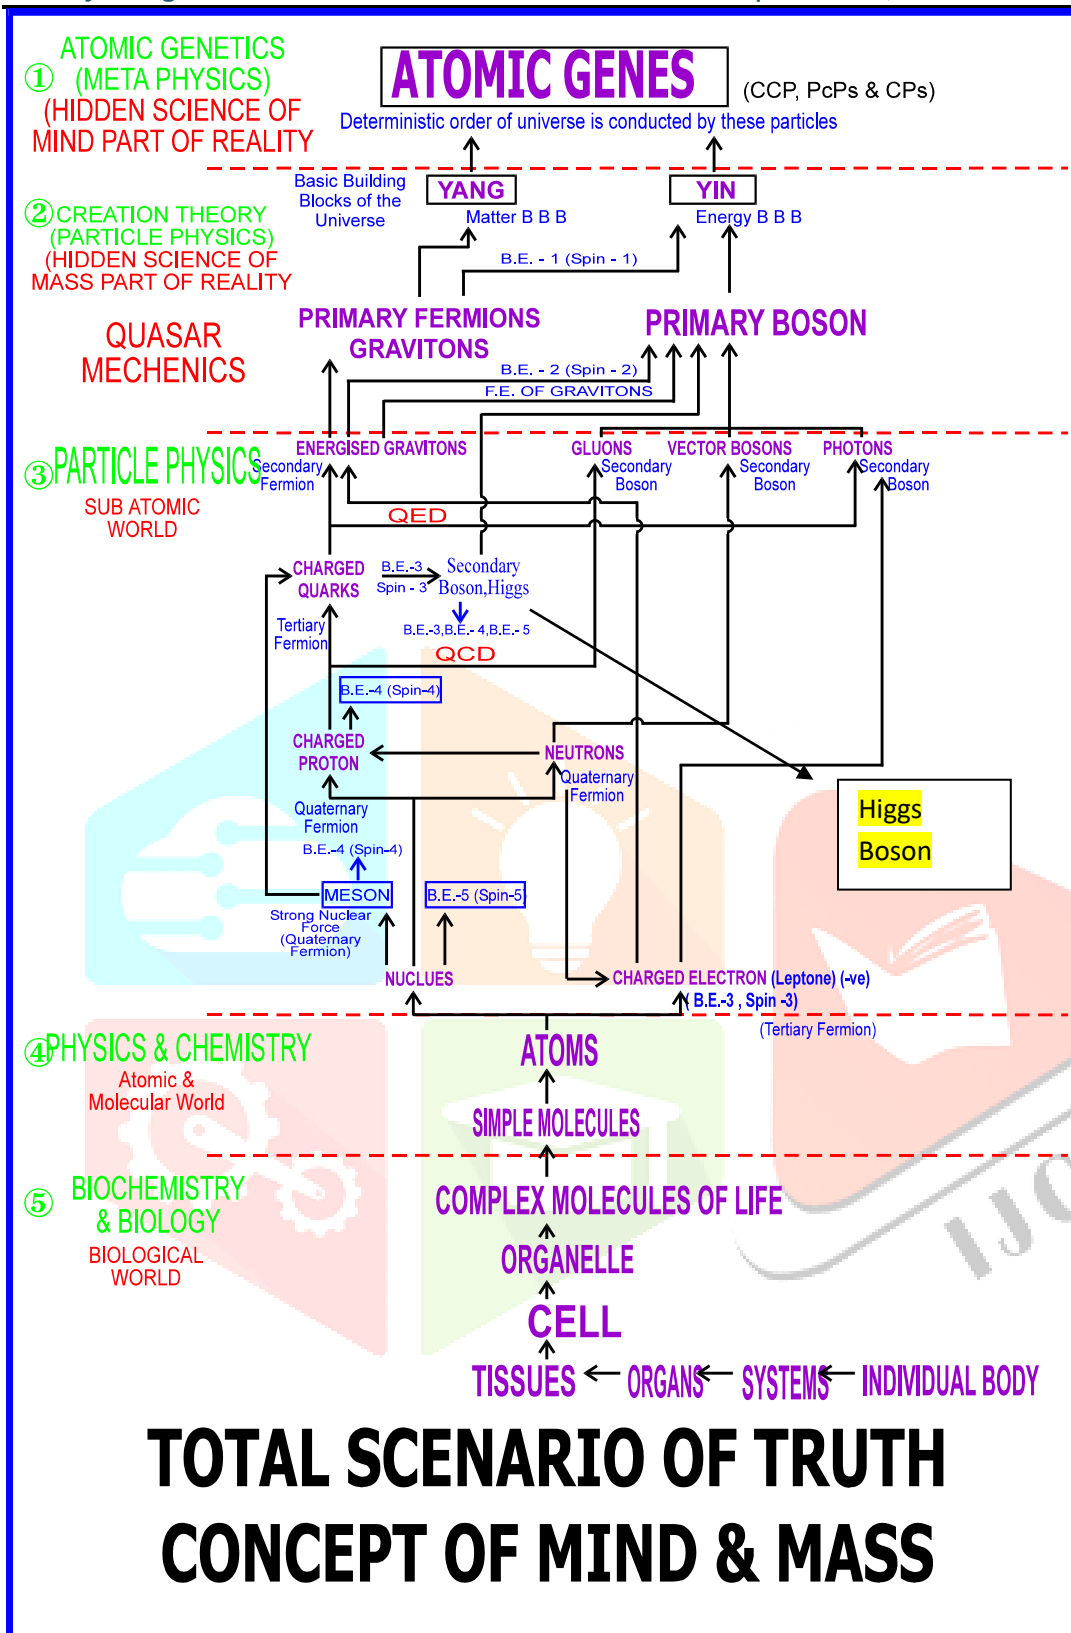 ATOMIC GENETICS
① (META PHYSICS)
(HIDDEN SCIENCE OF
MIND PART OF REALITY
ATOMIC GENES
(CCP, PcPs & CPs)
Deterministic order of universe is conducted by these particles
Basic Building
Blocks of the
Universe
YANG
YIN
Matter B B B
Energy B B B
② CREATION THEORY
(PARTICLE PHYSICS)
(HIDDEN SCIENCE OF
MASS PART OF REALITY
B.E. - 1 (Spin - 1)
QUASAR
MECHENICS
PRIMARY FERMIONS
GRAVITONS
PRIMARY BOSON
B.E. - 2 (Spin - 2)
F.E. OF GRAVITONS
③ PARTICLE PHYSICS
SUB ATOMIC
WORLD
ENERGISED GRAVITONS
Secondary
Fermion
GLUONS
Secondary
Boson
VECTOR BOSONS
Secondary
Boson
PHOTONS
Secondary
Boson
QED
CHARGED
QUARKS
B.E.-3
Spin - 3
Secondary
Boson,Higgs
Tertiary
Fermion
B.E.-3,B.E.- 4,B.E.- 5
QCD
B.E.-4 (Spin-4)
CHARGED
PROTON
NEUTRONS
Quaternary
Fermion
Quaternary
Fermion
Higgs
Boson
B.E.-4 (Spin-4)
MESON
B.E.-5 (Spin-5)
Strong Nuclear
Force
(Quaternary
Fermion)
NUCLUES
CHARGED ELECTRON (Leptone) (-ve)
( B.E.-3 , Spin -3)
(Tertiary Fermion)
④ PHYSICS & CHEMISTRY
Atomic &
Molecular World
ATOMS
SIMPLE MOLECULES
⑤ BIOCHEMISTRY
& BIOLOGY
BIOLOGICAL
WORLD
COMPLEX MOLECULES OF LIFE
ORGANELLE
CELL
TISSUES ORGANS SYSTEMS INDIVIDUAL BODY
TOTAL SCENARIO OF TRUTH
CONCEPT OF MIND & MASS